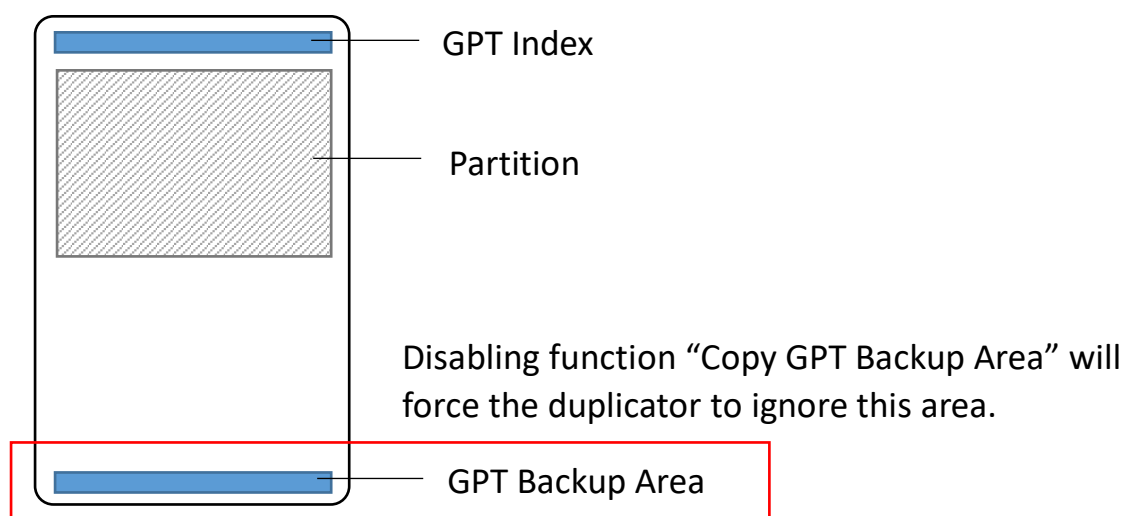 GPT Index
Partition
Disabling function “Copy GPT Backup Area” will
force the duplicator to ignore this area.
GPT Backup Area